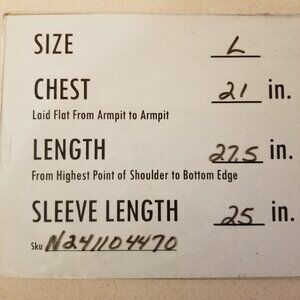 SIZE L
CHEST 21 in.
Laid Flat From Armpit to Armpit
LENGTH 27.5 in.
From Highest Point of Shoulder to Bottom Edge
SLEEVE LENGTH 25 in.
Sku N241104470